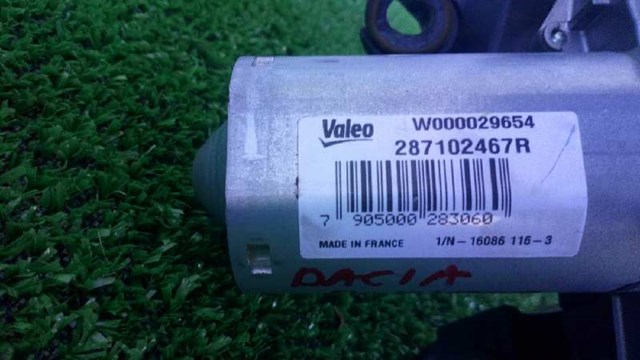 Valeo W000029654
287102467R
7 905000 283060
MADE IN FRANCE 1/N - 16086 116 - 3
DACIA